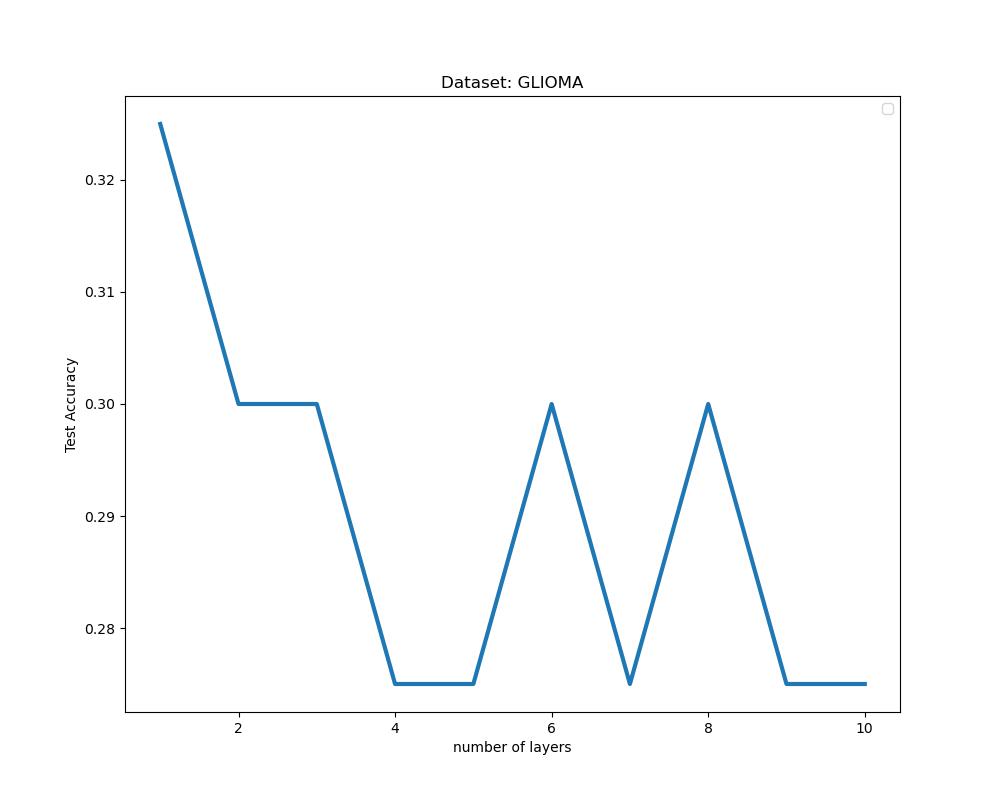 Dataset: GLIOMA
0.32
0.31
0.30
0.29
0.28
Test Accuracy
2 4 6 8 10
number of layers